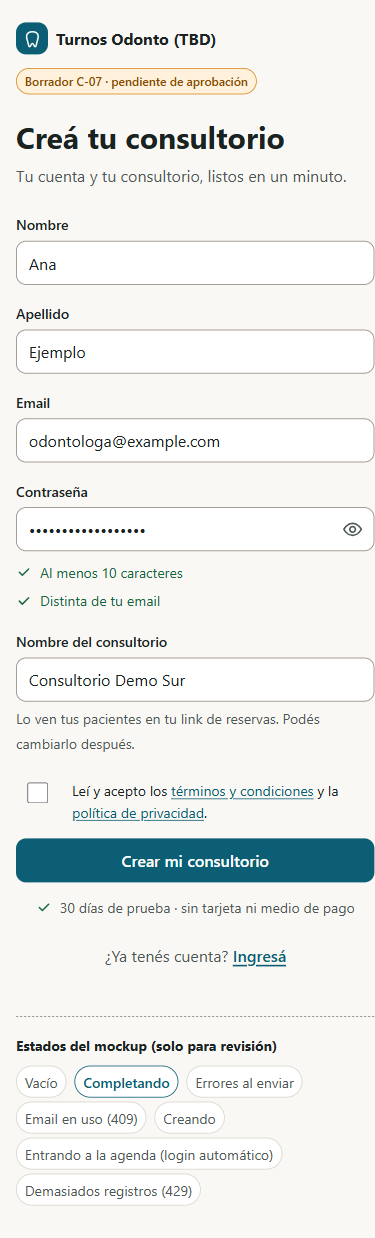 Turnos Odonto (TBD)
Borrador C-07 · pendiente de aprobación
Creá tu consultorio
Tu cuenta y tu consultorio, listos en un minuto.
Nombre
Ana
Apellido
Ejemplo
Email
odontologa@example.com
Contraseña
••••••••••••••••••
Al menos 10 caracteres
Distinta de tu email
Nombre del consultorio
Consultorio Demo Sur
Lo ven tus pacientes en tu link de reservas. Podés
cambiarlo después.
Leí y acepto los términos y condiciones y la
política de privacidad.
Crear mi consultorio
30 días de prueba · sin tarjeta ni medio de pago
¿Ya tenés cuenta? Ingresá
Estados del mockup (solo para revisión)
Vacío Completando Errores al enviar
Email en uso (409) Creando
Entrando a la agenda (login automático)
Demasiados registros (429)